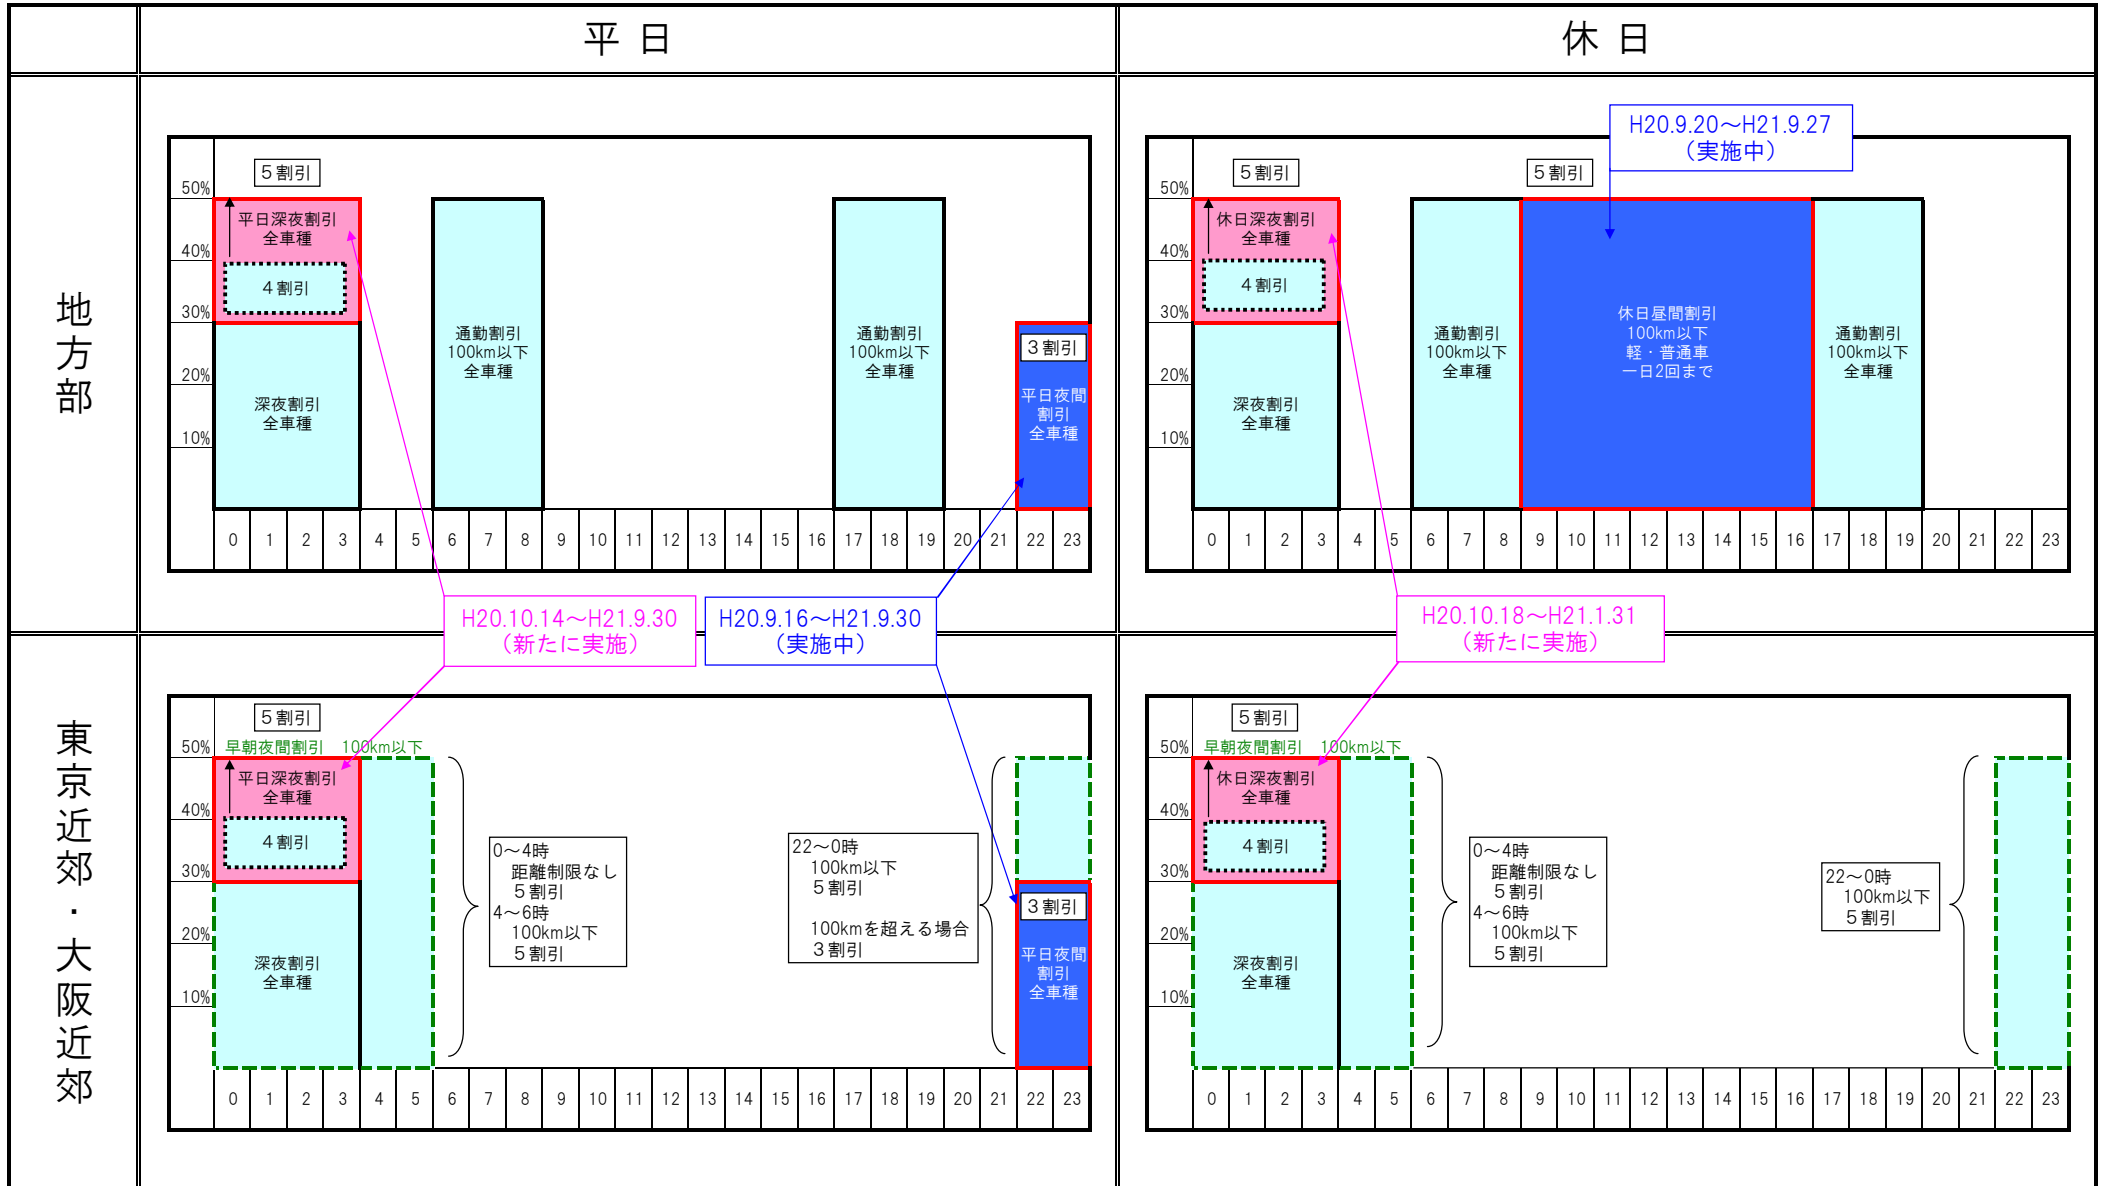 平日
休日
地方部
5割引
50%
40%
30%
20%
10%
平日深夜割引
全車種
4割引
深夜割引
全車種
通勤割引
100km以下
全車種
通勤割引
100km以下
全車種
3割引
平日夜間
割引
全車種
0 1 2 3 4 5 6 7 8 9 10 11 12 13 14 15 16 17 18 19 20 21 22 23
H20.9.20～H21.9.27
（実施中）
5割引
5割引
50%
40%
30%
20%
10%
休日深夜割引
全車種
4割引
深夜割引
全車種
通勤割引
100km以下
全車種
休日昼間割引
100km以下
軽・普通車
一日2回まで
通勤割引
100km以下
全車種
0 1 2 3 4 5 6 7 8 9 10 11 12 13 14 15 16 17 18 19 20 21 22 23
H20.10.14～H21.9.30
（新たに実施）
H20.9.16～H21.9.30
（実施中）
H20.10.18～H21.1.31
（新たに実施）
東京近郊・大阪近郊
5割引
早朝夜間割引 100km以下
50%
40%
30%
20%
10%
平日深夜割引
全車種
4割引
深夜割引
全車種
0～4時
距離制限なし
5割引
4～6時
100km以下
5割引
22～0時
100km以下
5割引
100kmを超える場合
3割引
3割引
平日夜間
割引
全車種
0 1 2 3 4 5 6 7 8 9 10 11 12 13 14 15 16 17 18 19 20 21 22 23
5割引
早朝夜間割引 100km以下
50%
40%
30%
20%
10%
休日深夜割引
全車種
4割引
深夜割引
全車種
0～4時
距離制限なし
5割引
4～6時
100km以下
5割引
22～0時
100km以下
5割引
0 1 2 3 4 5 6 7 8 9 10 11 12 13 14 15 16 17 18 19 20 21 22 23